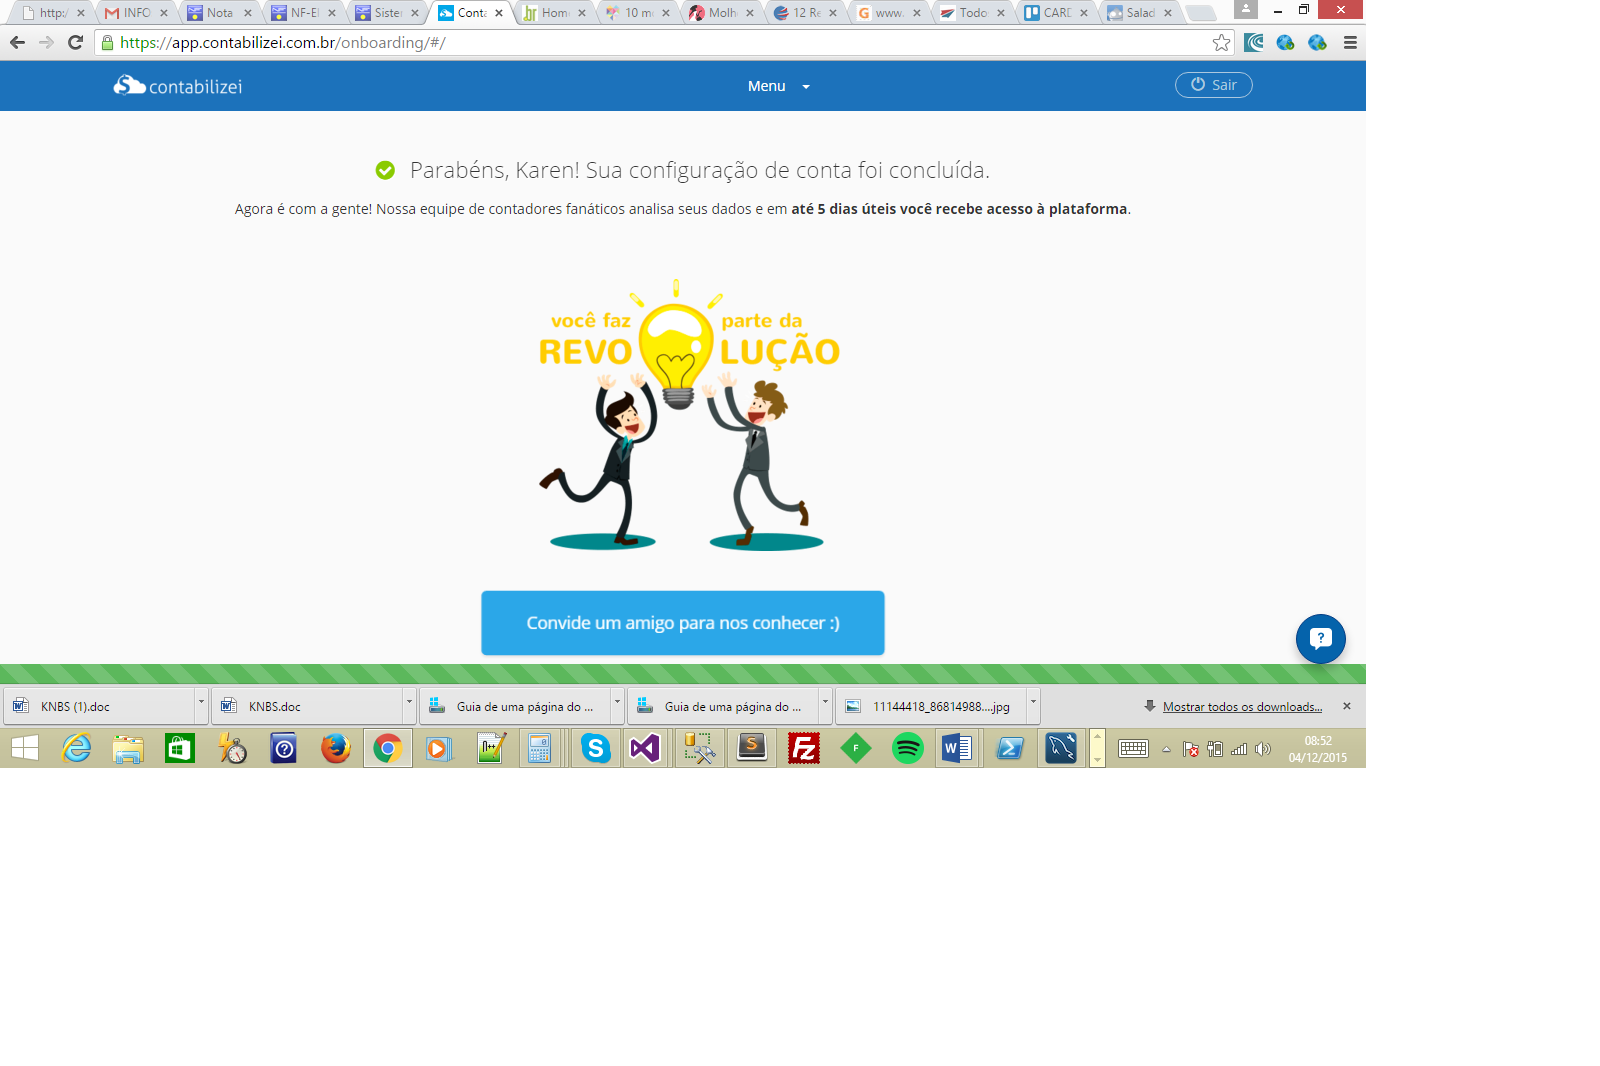 http:/
INFO
Nota
NF-El
Sister
Conta
Hom
10 m
Molh
12 Re
www.
Todo
CARD
Salad
https://app.contabilizei.com.br/onboarding/#/
contabilizei
Menu
Sair
Parabéns, Karen! Sua configuração de conta foi concluída.
Agora é com a gente! Nossa equipe de contadores fanáticos analisa seus dados e em até 5 dias úteis você recebe acesso à plataforma.
você faz parte da
REVOLUÇÃO
Convide um amigo para nos conhecer :)
KNBS (1).doc
KNBS.doc
Guia de uma página do ...
Guia de uma página do ...
11144418_86814988....jpg
Mostrar todos os downloads...
08:52
04/12/2015